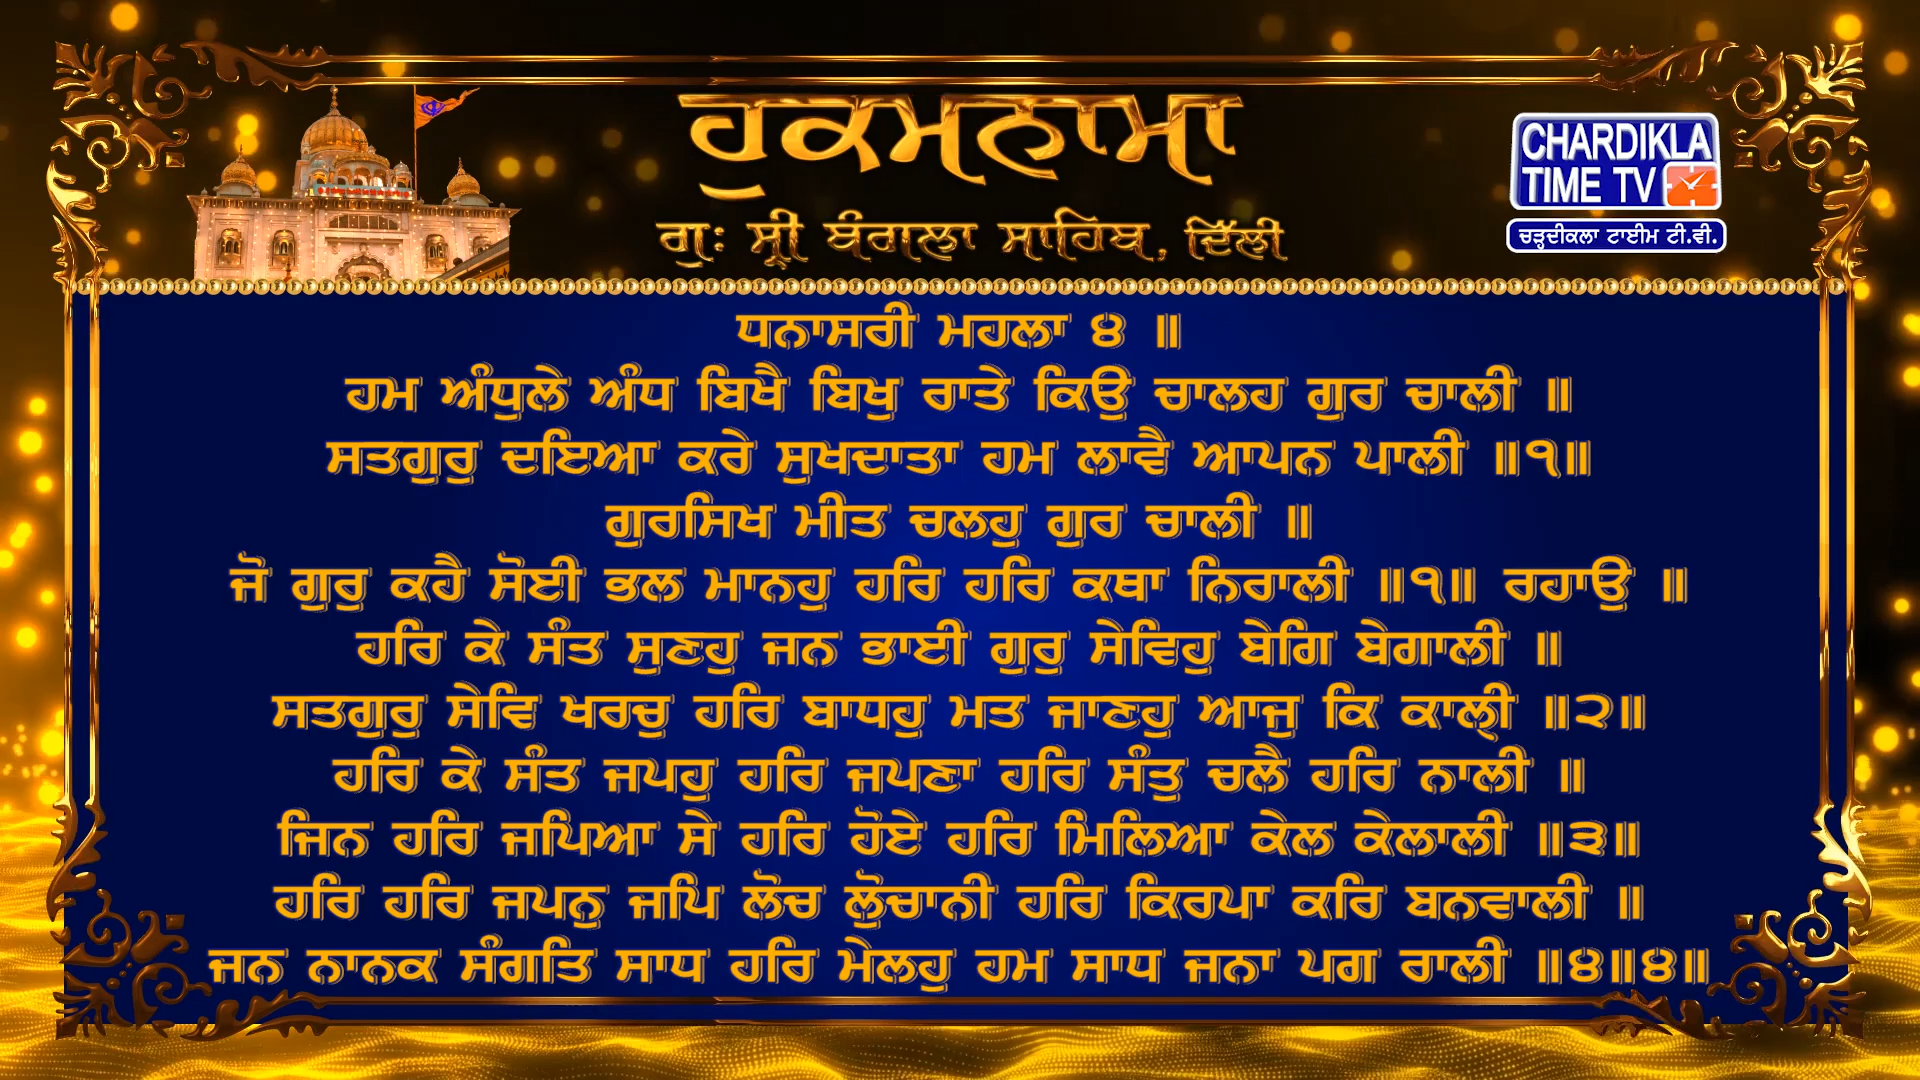 ਹੁਕਮਨਾਮਾ
ਗੁਃ ਸ੍ਰੀ ਬੰਗਲਾ ਸਾਹਿਬ, ਦਿੱਲੀ
CHARDIKLA
TIME TV
ਚੜ੍ਹਦੀਕਲਾ ਟਾਈਮ ਟੀ.ਵੀ.
ਧਨਾਸਰੀ ਮਹਲਾ ੪ ॥
ਹਮ ਅੰਧੁਲੇ ਅੰਧ ਬਿਖੈ ਬਿਖੁ ਰਾਤੇ ਕਿਉ ਚਾਲਹ ਗੁਰ ਚਾਲੀ ॥
ਸਤਗੁਰੁ ਦਇਆ ਕਰੇ ਸੁਖਦਾਤਾ ਹਮ ਲਾਵੈ ਆਪਨ ਪਾਲੀ ॥੧॥
ਗੁਰਸਿਖ ਮੀਤ ਚਲਹੁ ਗੁਰ ਚਾਲੀ ॥
ਜੋ ਗੁਰੁ ਕਹੈ ਸੋਈ ਭਲ ਮਾਨਹੁ ਹਰਿ ਹਰਿ ਕਥਾ ਨਿਰਾਲੀ ॥੧॥ ਰਹਾਉ ॥
ਹਰਿ ਕੇ ਸੰਤ ਸੁਣਹੁ ਜਨ ਭਾਈ ਗੁਰੁ ਸੇਵਿਹੁ ਬੇਗਿ ਬੇਗਾਲੀ ॥
ਸਤਗੁਰੁ ਸੇਵਿ ਖਰਚੁ ਹਰਿ ਬਾਧਹੁ ਮਤ ਜਾਣਹੁ ਆਜੁ ਕਿ ਕਾਲ੍ਹੀ ॥੨॥
ਹਰਿ ਕੇ ਸੰਤ ਜਪਹੁ ਹਰਿ ਜਪਣਾ ਹਰਿ ਸੰਤੁ ਚਲੈ ਹਰਿ ਨਾਲੀ ॥
ਜਿਨ ਹਰਿ ਜਪਿਆ ਸੇ ਹਰਿ ਹੋਏ ਹਰਿ ਮਿਲਿਆ ਕੇਲ ਕੇਲਾਲੀ ॥੩॥
ਹਰਿ ਹਰਿ ਜਪਨੁ ਜਪਿ ਲੋਚ ਲੋੁਚਾਨੀ ਹਰਿ ਕਿਰਪਾ ਕਰਿ ਬਨਵਾਲੀ ॥
ਜਨ ਨਾਨਕ ਸੰਗਤਿ ਸਾਧ ਹਰਿ ਮੇਲਹੁ ਹਮ ਸਾਧ ਜਨਾ ਪਗ ਰਾਲੀ ॥੪॥੪॥